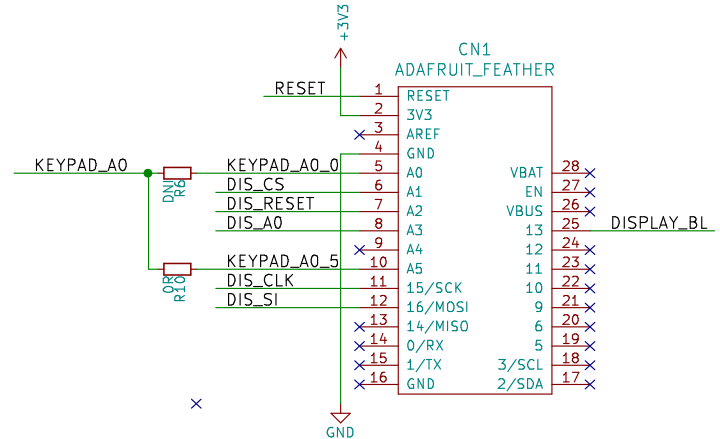 +3V3
CN1
ADAFRUIT_FEATHER
RESET 1 RESET
2 3V3
3 AREF
4 GND
KEYPAD_A0 DNI R6 KEYPAD_A0_0 5 A0 VBAT 28
DIS_CS 6 A1 EN 27
DIS_RESET 7 A2 VBUS 26
DIS_A0 8 A3 13 25 DISPLAY_BL
9 A4 12 24
0R R10 KEYPAD_A0_5 10 A5 11 23
DIS_CLK 11 15/SCK 10 22
DIS_SI 12 16/MOSI 9 21
13 14/MISO 6 20
14 0/RX 5 19
15 1/TX 3/SCL 18
16 GND 2/SDA 17
GND